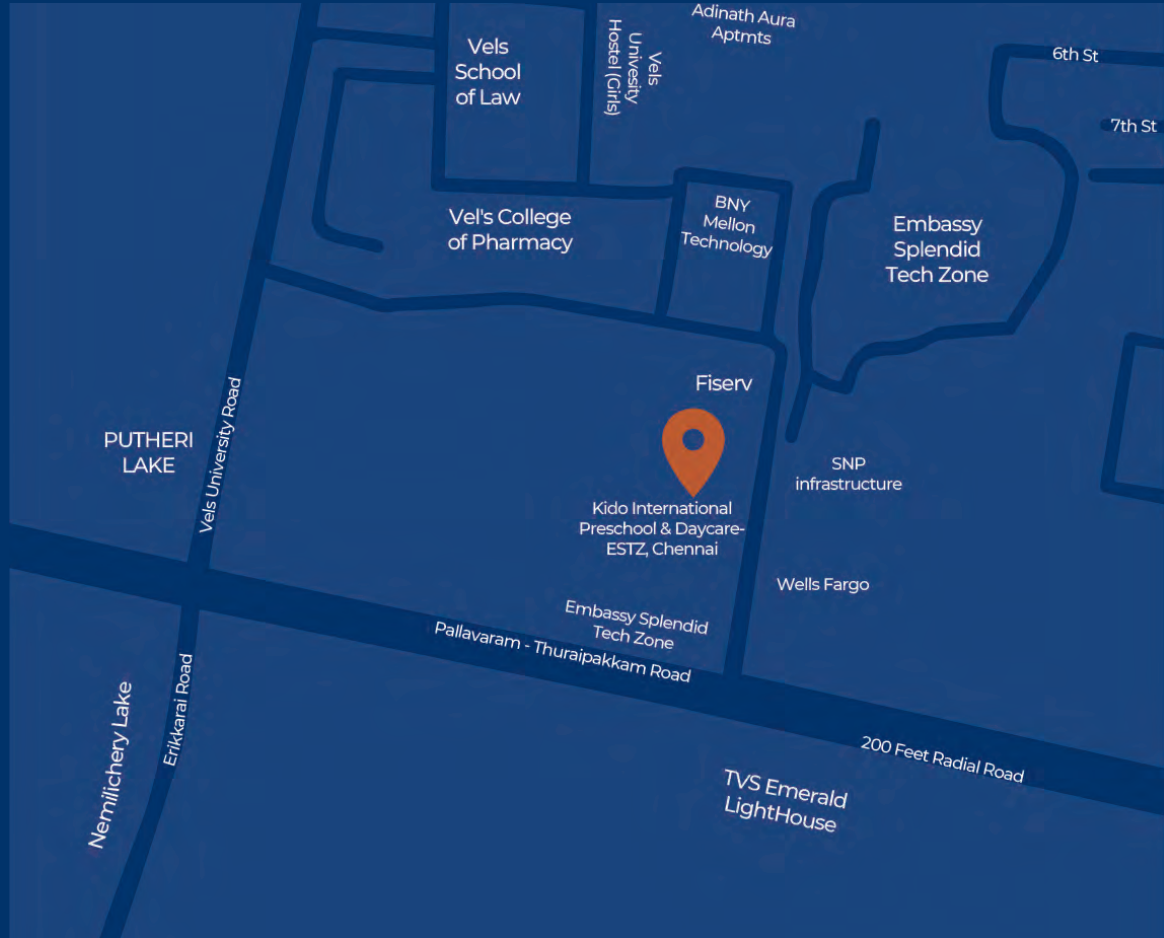 Adinath Aura
Aptmts
Vels
School
of Law
Vels
Univesity
Hostel (Girls)
6th St
7th St
Vel's College
of Pharmacy
BNY
Mellon
Technology
Embassy
Splendid
Tech Zone
Fiserv
PUTHERI
LAKE
Vels University Road
SNP
infrastructure
Kido International
Preschool & Daycare-
ESTZ, Chennai
Wells Fargo
Embassy Splendid
Tech Zone
Pallavaram - Thuraipakkam Road
Nemilichery Lake
Erikkarai Road
200 Feet Radial Road
TVS Emerald
LightHouse